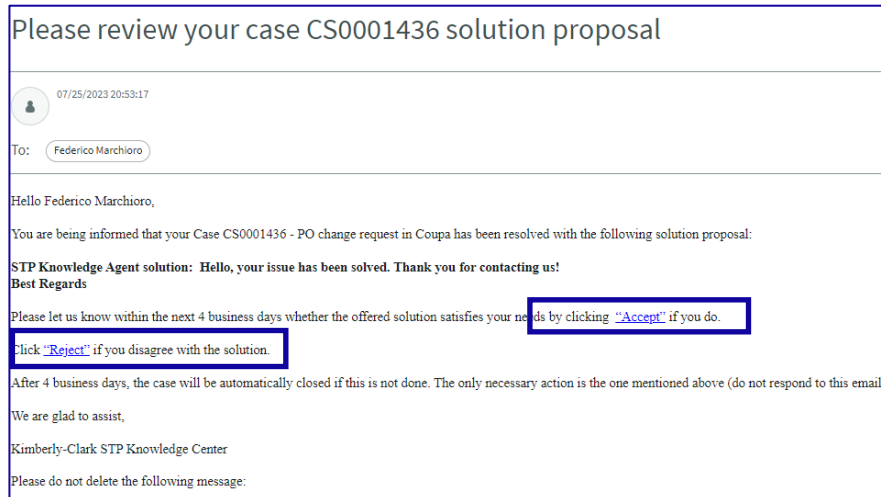 Please review your case CS0001436 solution proposal
07/25/2023 20:53:17
To: Federico Marchioro
Hello Federico Marchioro,
You are being informed that your Case CS0001436 - PO change request in Coupa has been resolved with the following solution proposal:
STP Knowledge Agent solution: Hello, your issue has been solved. Thank you for contacting us!
Best Regards
Please let us know within the next 4 business days whether the offered solution satisfies your needs by clicking “Accept” if you do.
Click “Reject” if you disagree with the solution.
After 4 business days, the case will be automatically closed if this is not done. The only necessary action is the one mentioned above (do not respond to this email
We are glad to assist,
Kimberly-Clark STP Knowledge Center
Please do not delete the following message: